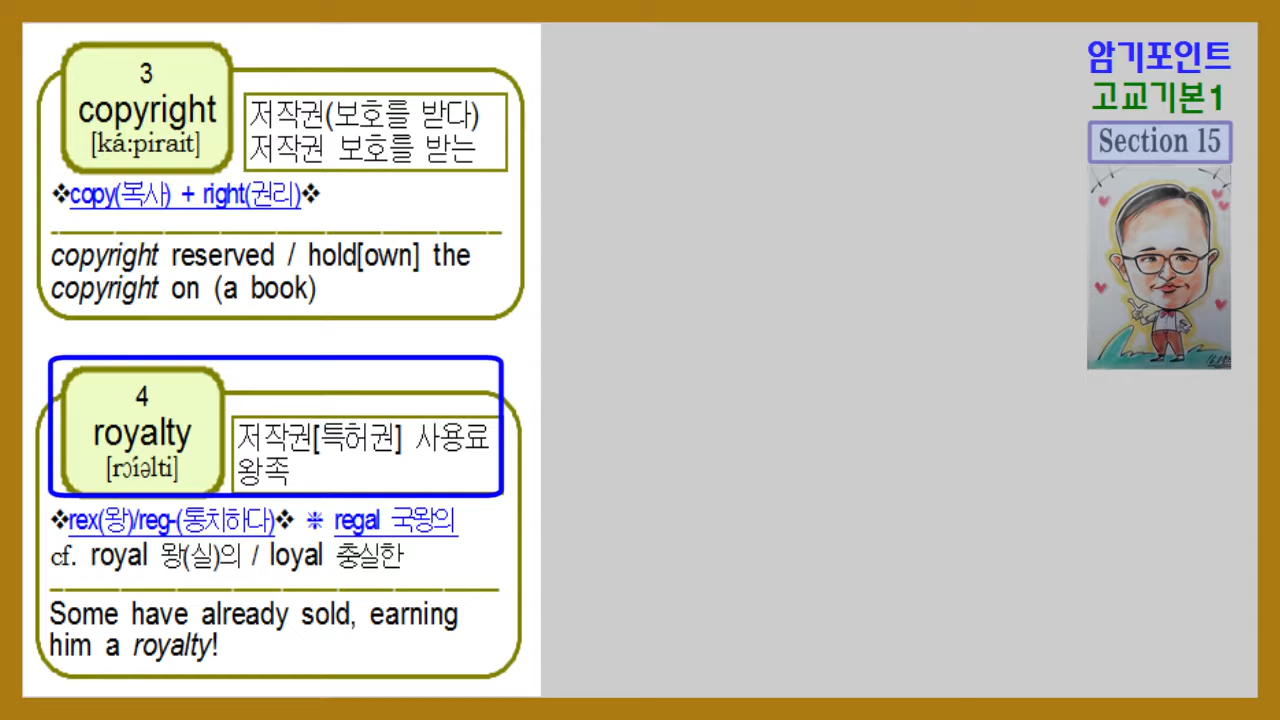 3
copyright
[ká:pirait]
저작권(보호를 받다)
저작권 보호를 받는
❖copy(복사) + right(권리)❖
copyright reserved / hold[own] the
copyright on (a book)
4
royalty
[rɔ́iəlti]
저작권[특허권] 사용료
왕족
❖rex(왕)/reg-(통치하다)❖ ❈ regal 국왕의
cf. royal 왕(실)의 / loyal 충실한
Some have already sold, earning
him a royalty!
암기포인트
고교기본1
Section 15